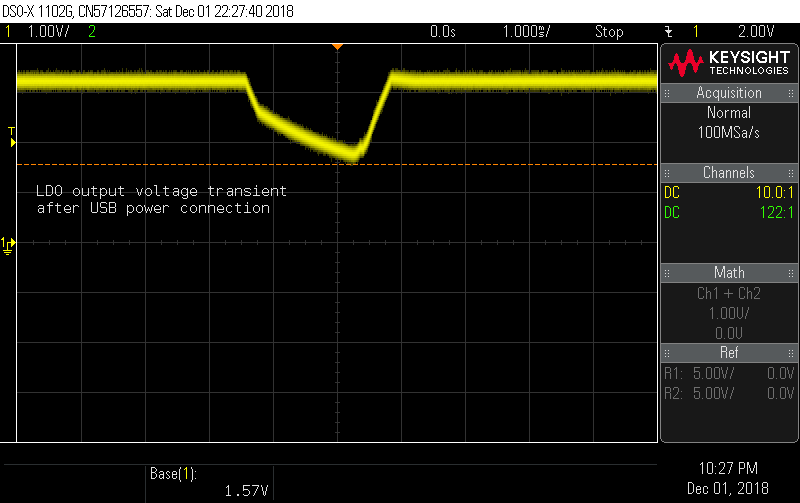 DSO-X 1102G, CN57126557: Sat Dec 01 22:27:40 2018
1 1.00V/ 2 0.0s 1.000ms/ Stop 1 2.00V
KEYSIGHT
TECHNOLOGIES
Acquisition
Normal
100MSa/s
Channels
DC 10.0:1
DC 122:1
Math
Ch1 + Ch2
1.00V/
0.0V
Ref
R1: 5.00V/ 0.0V
R2: 5.00V/ 0.0V
T
LDO output voltage transient
after USB power connection
1
Base(1):
1.57V
10:27 PM
Dec 01, 2018